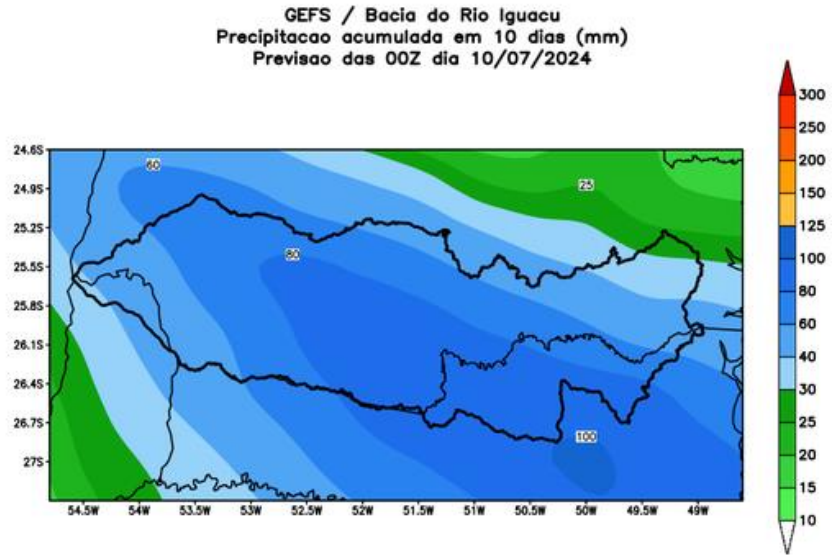 GEFS / Bacia do Rio Iguacu
Precipitacao acumulada em 10 dias (mm)
Previsao das 00Z dia 10/07/2024
24.6S
24.9S
25.2S
25.5S
25.8S
26.1S
26.4S
26.7S
27S
60
25
80
100
54.5W 54W 53.5W 53W 52.5W 52W 51.5W 51W 50.5W 50W 49.5W 49W
300
250
200
150
125
100
80
60
40
30
25
20
15
10